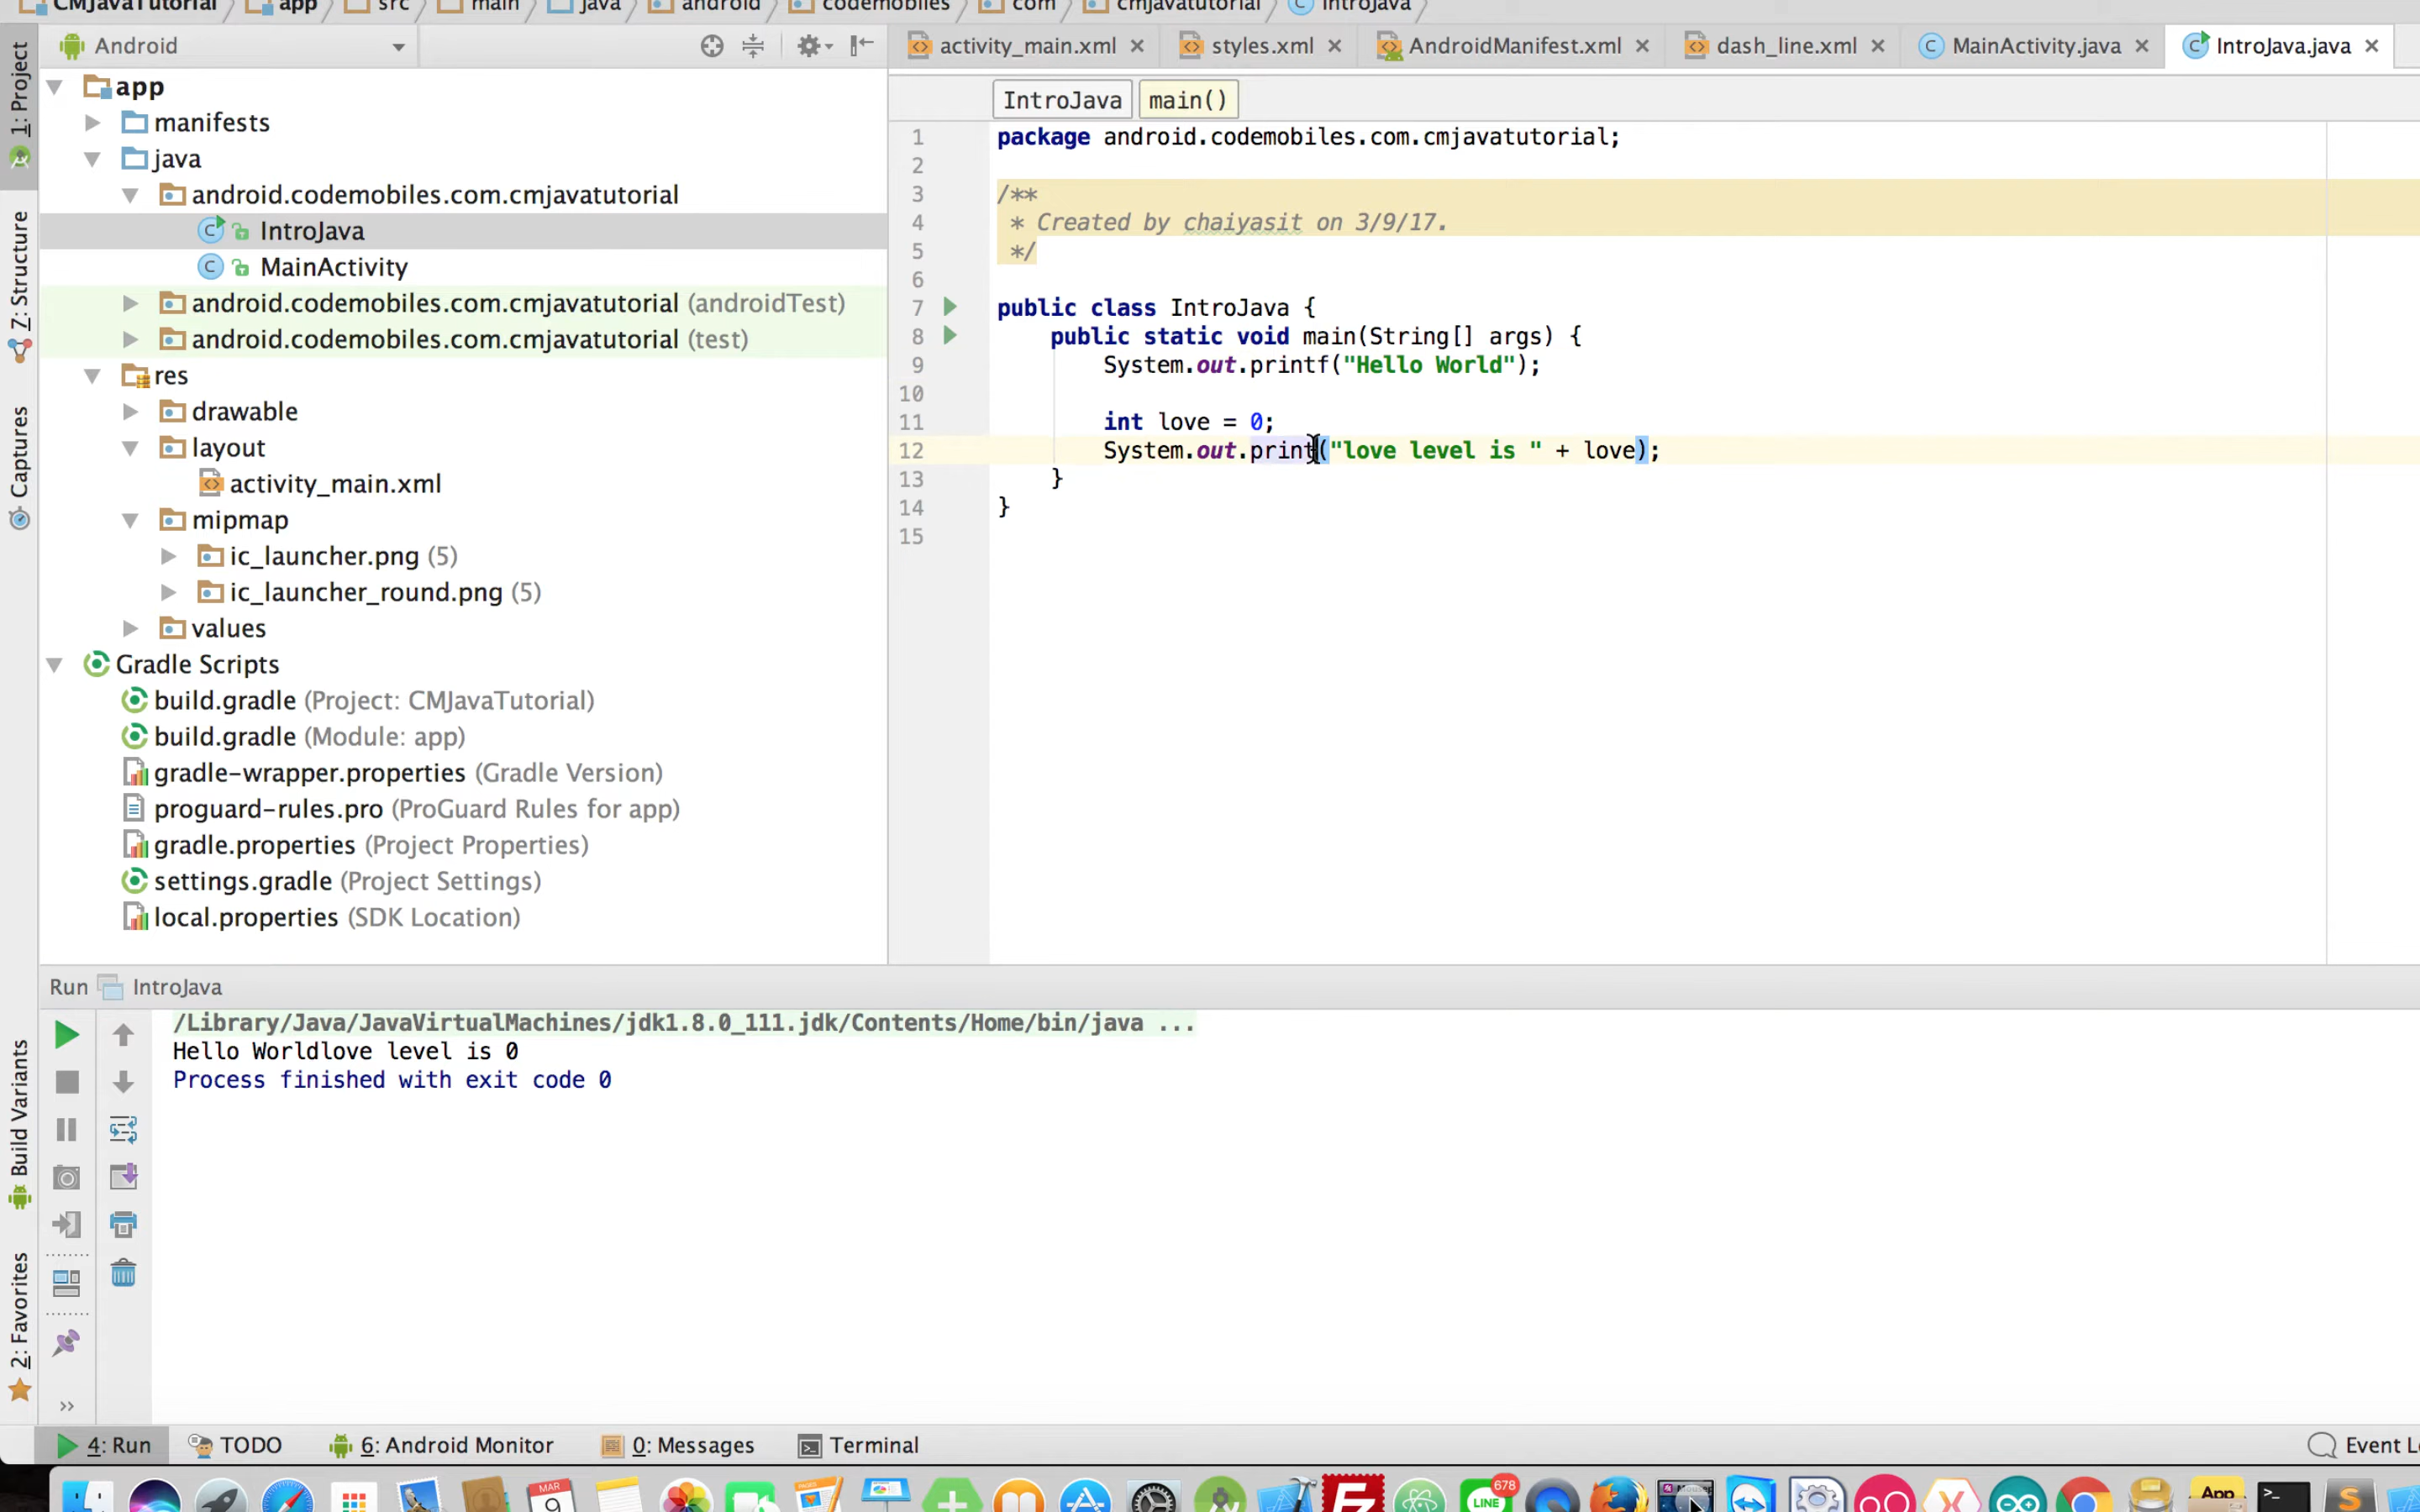 CMJavaTutorial app src main java android codemobiles com cmjavatutorial IntroJava
Android
activity_main.xml styles.xml AndroidManifest.xml dash_line.xml MainActivity.java IntroJava.java
1: Project
Z: Structure
Captures
Build Variants
2: Favorites
app
manifests
java
android.codemobiles.com.cmjavatutorial
IntroJava
MainActivity
android.codemobiles.com.cmjavatutorial (androidTest)
android.codemobiles.com.cmjavatutorial (test)
res
drawable
layout
activity_main.xml
mipmap
ic_launcher.png (5)
ic_launcher_round.png (5)
values
Gradle Scripts
build.gradle (Project: CMJavaTutorial)
build.gradle (Module: app)
gradle-wrapper.properties (Gradle Version)
proguard-rules.pro (ProGuard Rules for app)
gradle.properties (Project Properties)
settings.gradle (Project Settings)
local.properties (SDK Location)
IntroJava main()
1 package android.codemobiles.com.cmjavatutorial;
2
3 /**
4 * Created by chaiyasit on 3/9/17.
5 */
6
7 public class IntroJava {
8 public static void main(String[] args) {
9 System.out.printf("Hello World");
10
11 int love = 0;
12 System.out.print("love level is " + love);
13 }
14 }
15
Run IntroJava
/Library/Java/JavaVirtualMachines/jdk1.8.0_111.jdk/Contents/Home/bin/java ...
Hello Worldlove level is 0
Process finished with exit code 0
4: Run TODO 6: Android Monitor 0: Messages Terminal Event L
MAR
9
LINE
678
App